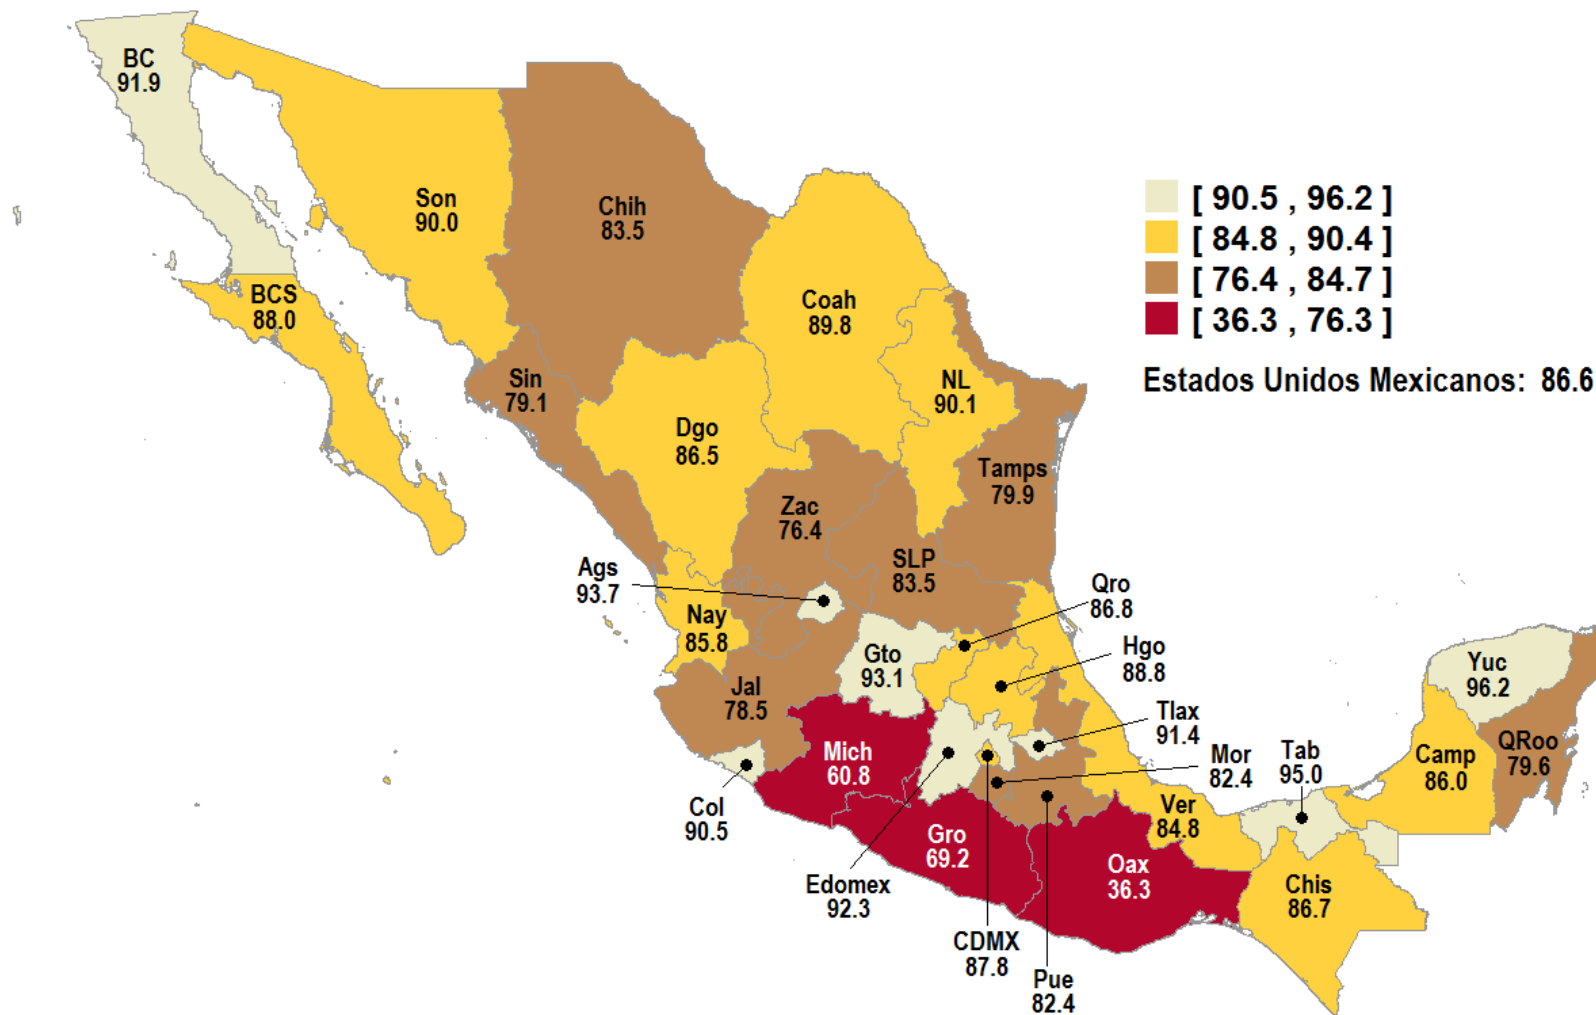 BC
91.9
Son
90.0
Chih
83.5
[ 90.5 , 96.2 ]
[ 84.8 , 90.4 ]
[ 76.4 , 84.7 ]
[ 36.3 , 76.3 ]
Estados Unidos Mexicanos: 86.6
BCS
88.0
Coah
89.8
Sin
79.1
NL
90.1
Dgo
86.5
Tamps
79.9
Zac
76.4
SLP
83.5
Ags
93.7
Qro
86.8
Nay
85.8
Gto
93.1
Hgo
88.8
Yuc
96.2
Jal
78.5
Tlax
91.4
Mich
60.8
Mor
82.4
Tab
95.0
Camp
86.0
QRoo
79.6
Col
90.5
Ver
84.8
Gro
69.2
Oax
36.3
Edomex
92.3
Chis
86.7
CDMX
87.8
Pue
82.4